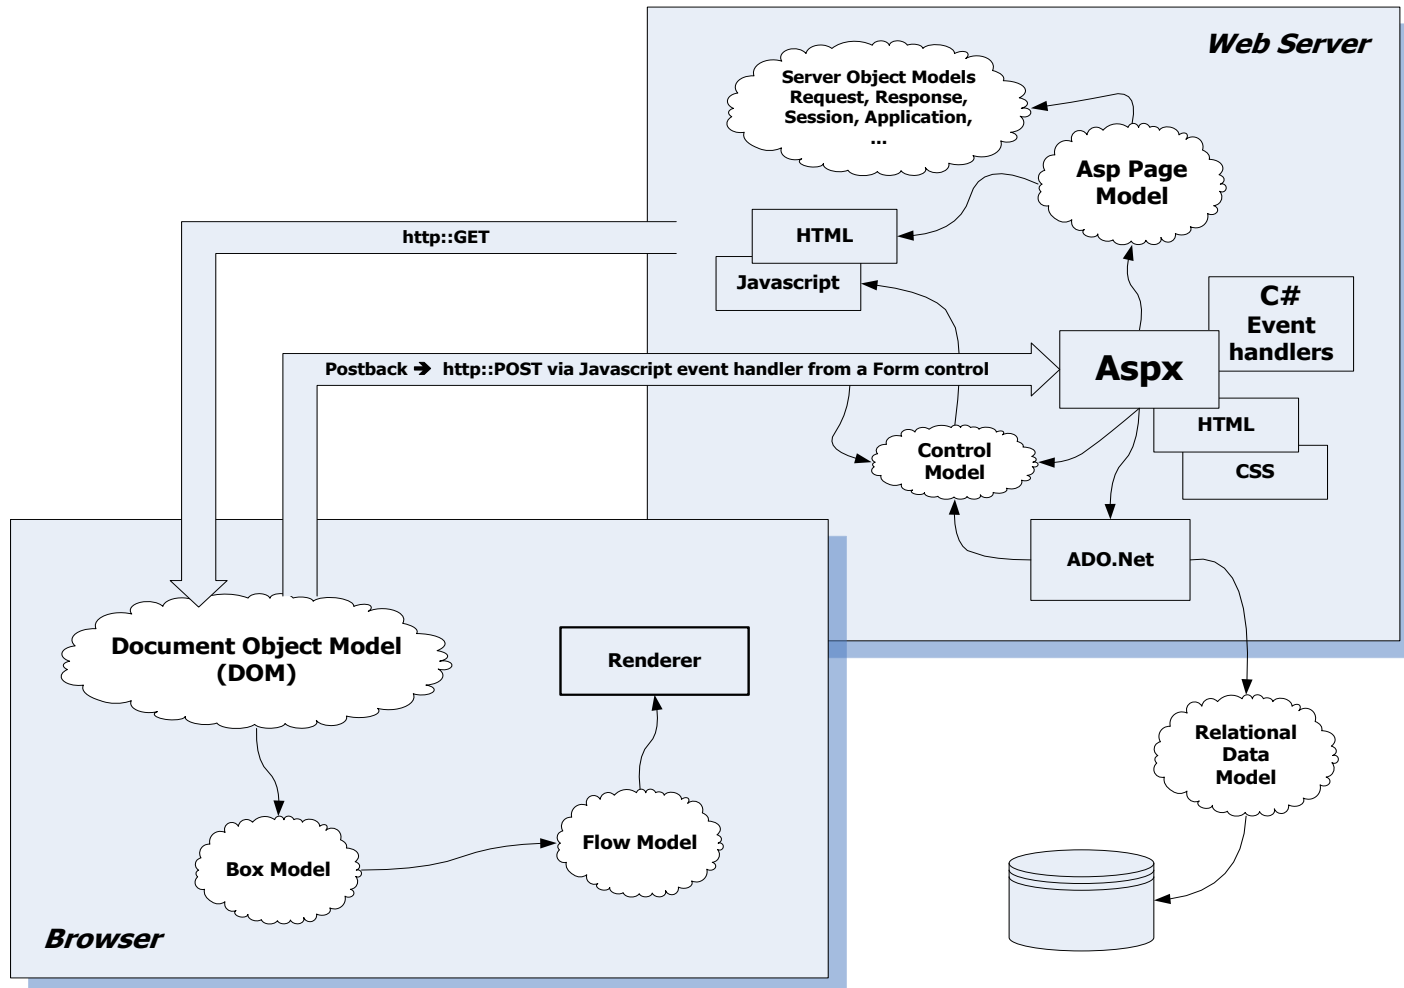 Web Server
Server Object Models
Request, Response,
Session, Application,
...
Asp Page
Model
http::GET
HTML
Javascript
C#
Event
handlers
Postback ➔ http::POST via Javascript event handler from a Form control
Aspx
HTML
CSS
Control
Model
ADO.Net
Document Object Model
(DOM)
Renderer
Relational
Data
Model
Flow Model
Box Model
Browser